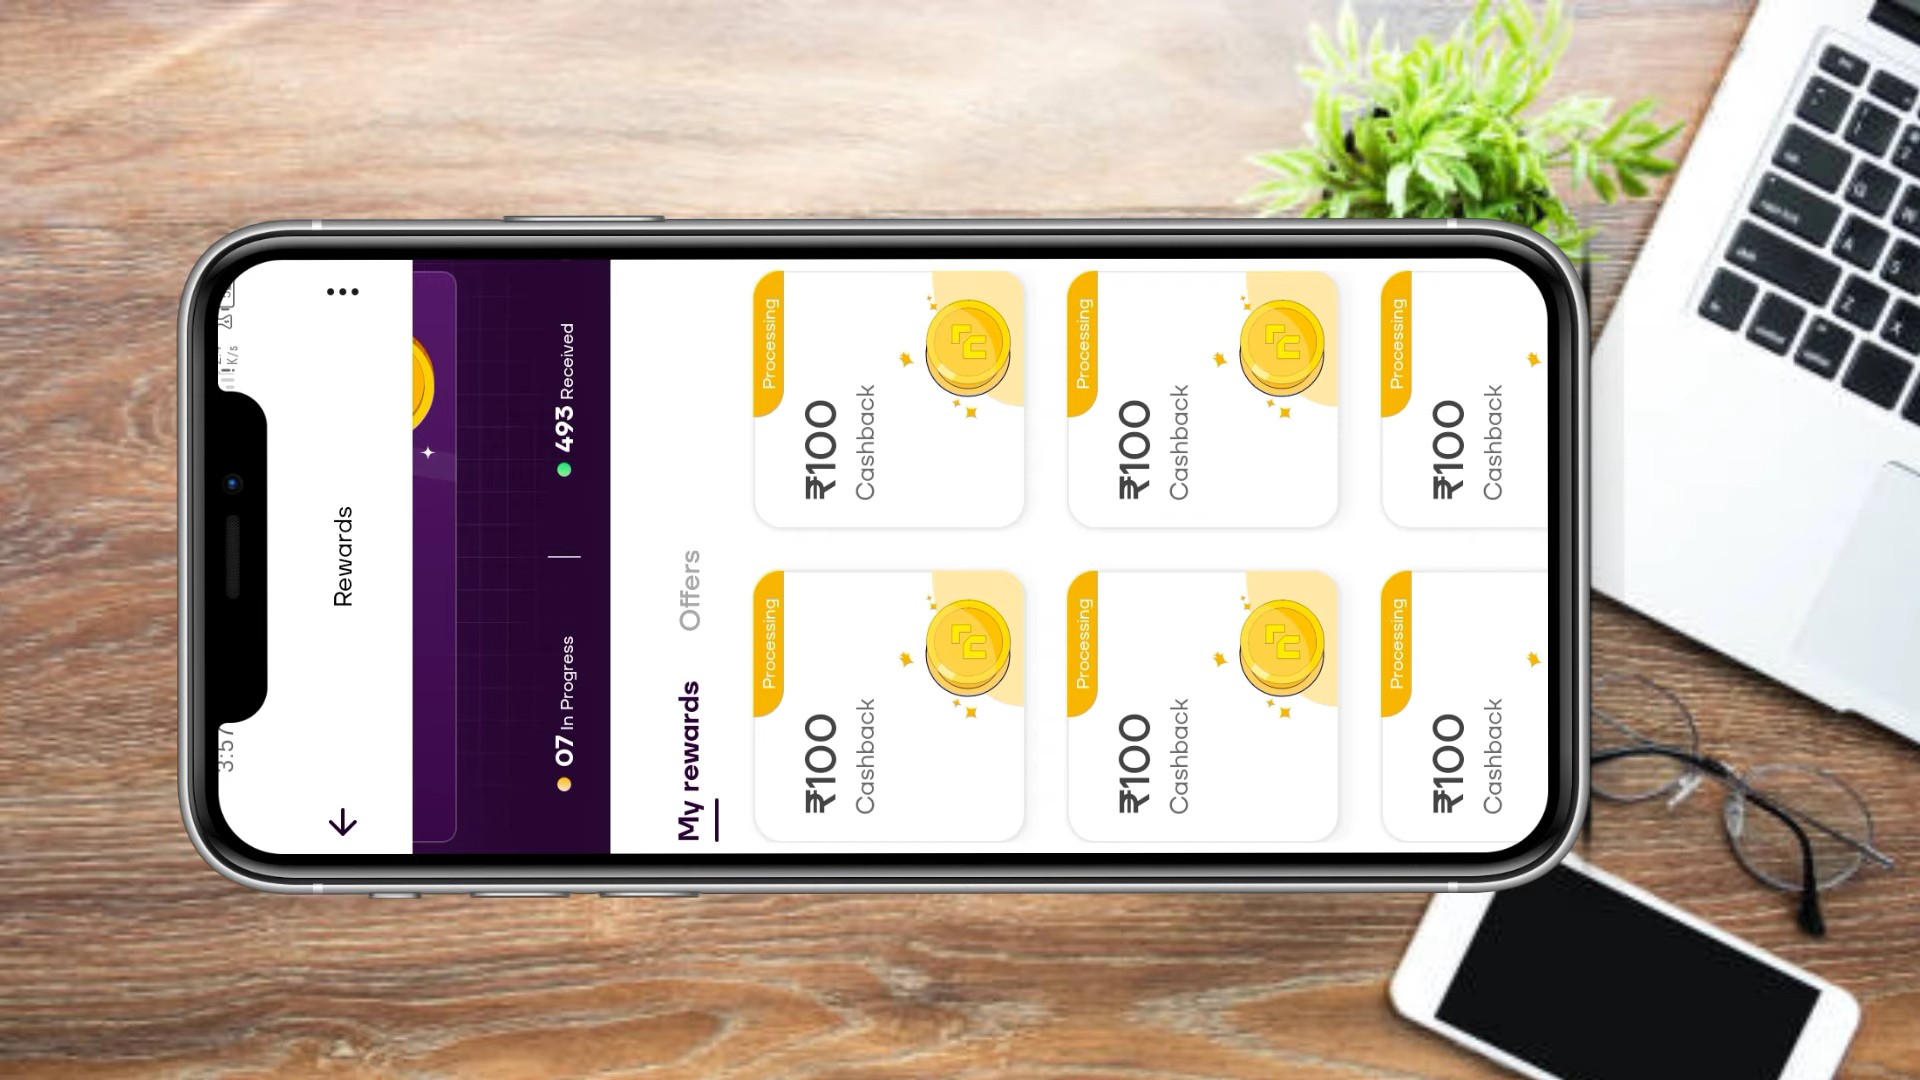 3:57
K/s
Rewards
07 In Progress
493 Received
My rewards
Offers
Processing
₹100
Cashback
Processing
₹100
Cashback
Processing
₹100
Cashback
Processing
₹100
Cashback
Processing
₹100
Cashback
Processing
₹100
Cashback